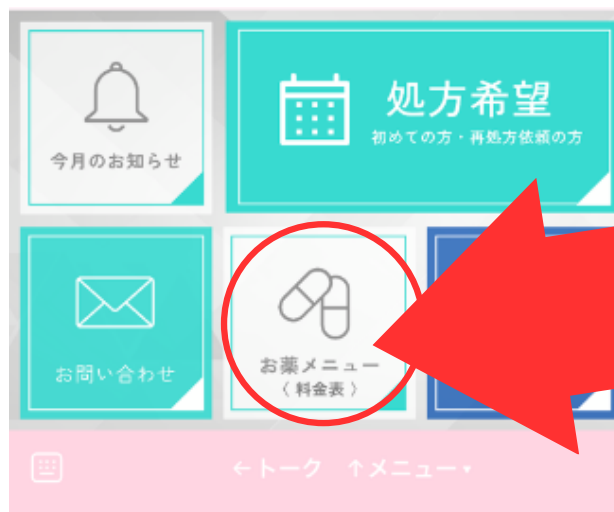 処方希望
初めての方・再処方依頼の方
今月のお知らせ
お問い合わせ
お薬メニュー
〈 料金表 〉
←トーク ↑メニュー▾